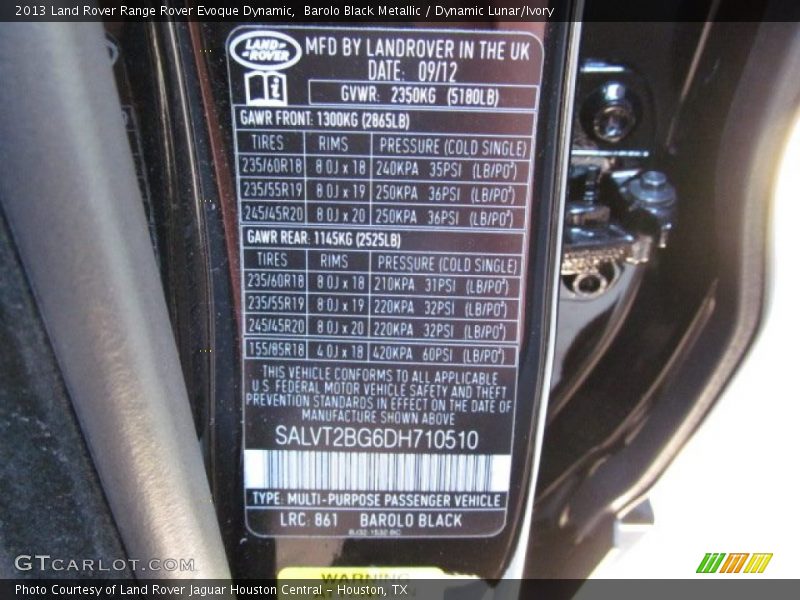 2013 Land Rover Range Rover Evoque Dynamic, Barolo Black Metallic / Dynamic Lunar/Ivory
LAND-
-ROVER
MFD BY LANDROVER IN THE UK
DATE: 09/12
i
GVWR: 2350KG (5180LB)
GAWR FRONT: 1300KG (2865LB)
TIRES RIMS PRESSURE (COLD SINGLE)
235/60R18 8 0J x 18 240KPA 35PSI (LB/PO²)
235/55R19 8 0J x 19 250KPA 36PSI (LB/PO²)
245/45R20 8 0J x 20 250KPA 36PSI (LB/PO²)
GAWR REAR: 1145KG (2525LB)
TIRES RIMS PRESSURE (COLD SINGLE)
235/60R18 8 0J x 18 210KPA 31PSI (LB/PO²)
235/55R19 8 0J x 19 220KPA 32PSI (LB/PO²)
245/45R20 8 0J x 20 220KPA 32PSI (LB/PO²)
155/85R18 4 0J x 18 420KPA 60PSI (LB/PO²)
THIS VEHICLE CONFORMS TO ALL APPLICABLE
U.S. FEDERAL MOTOR VEHICLE SAFETY AND THEFT
PREVENTION STANDARDS IN EFFECT ON THE DATE OF
MANUFACTURE SHOWN ABOVE
SALVT2BG6DH710510
TYPE: MULTI-PURPOSE PASSENGER VEHICLE
LRC 861 BAROLO BLACK
WARNING
GTCARLOT.COM
Photo Courtesy of Land Rover Jaguar Houston Central - Houston, TX